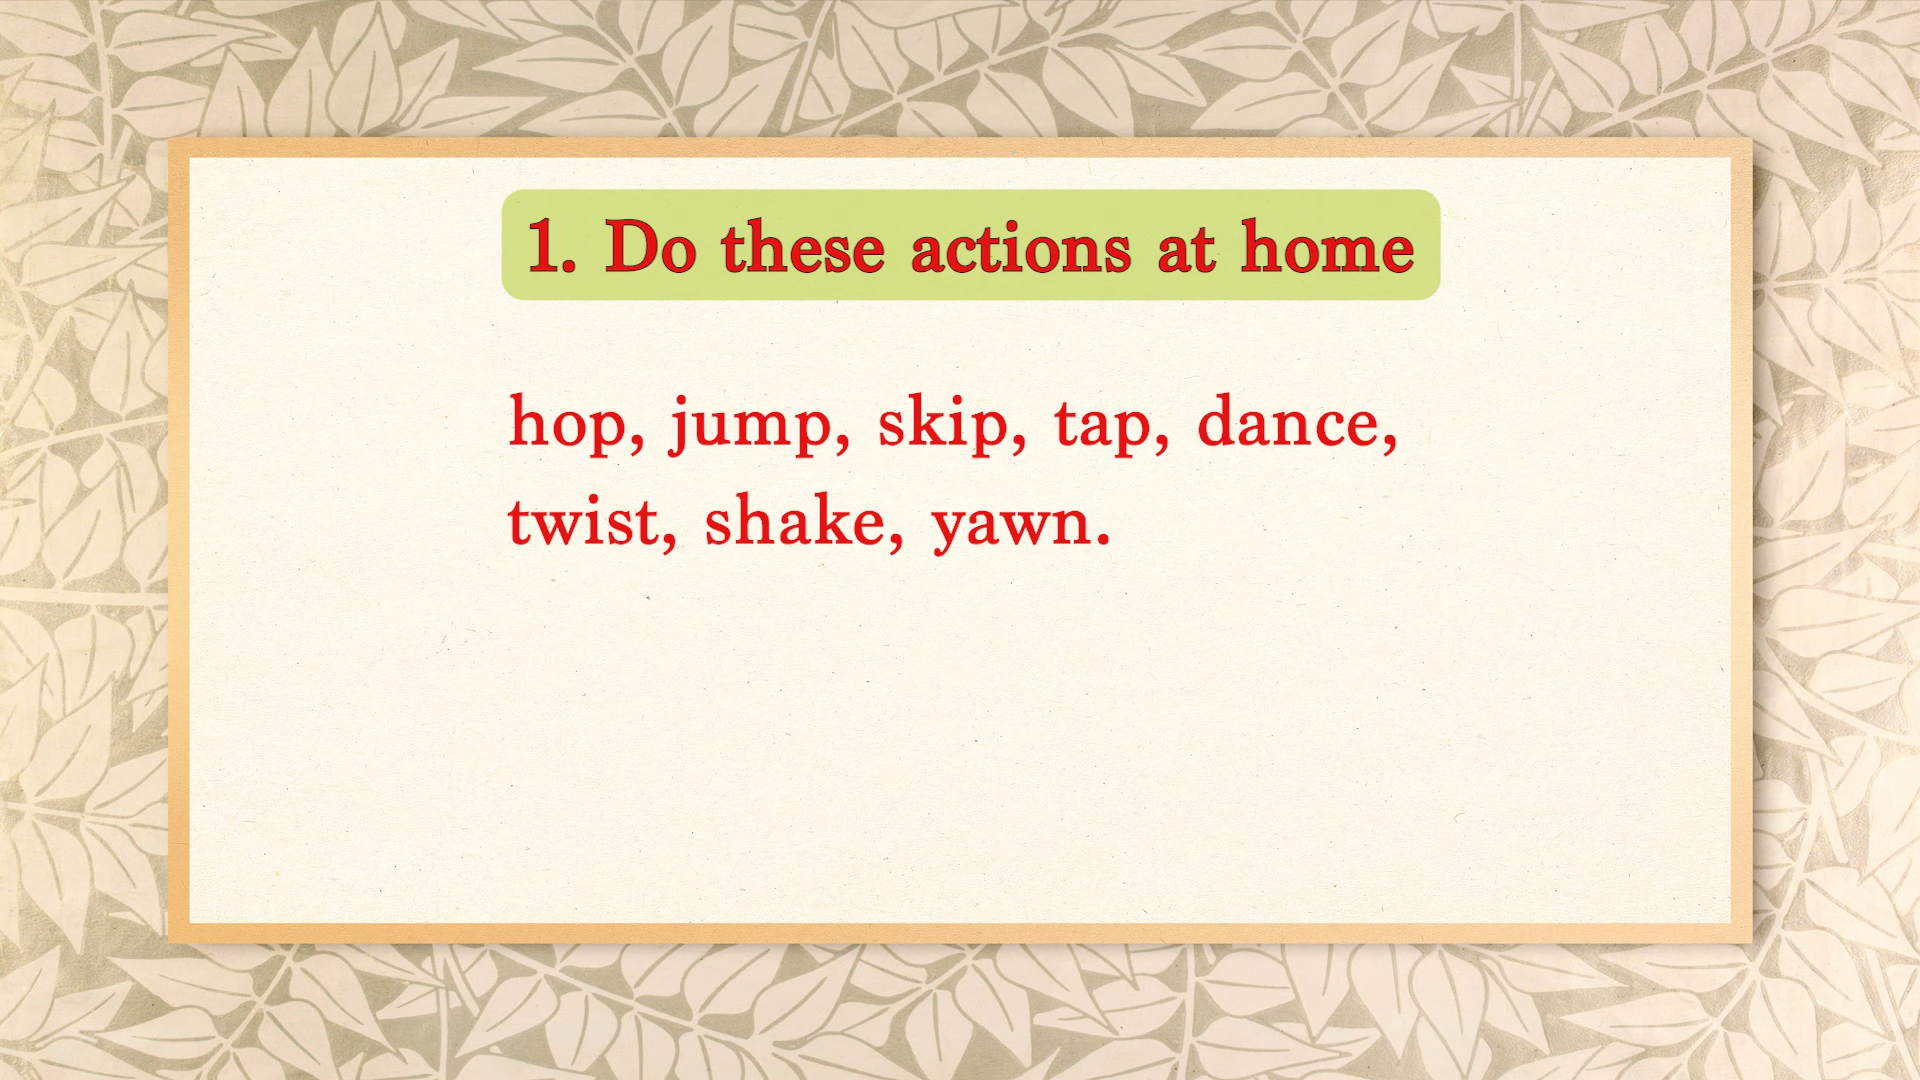 1. Do these actions at home
hop, jump, skip, tap, dance,
twist, shake, yawn.